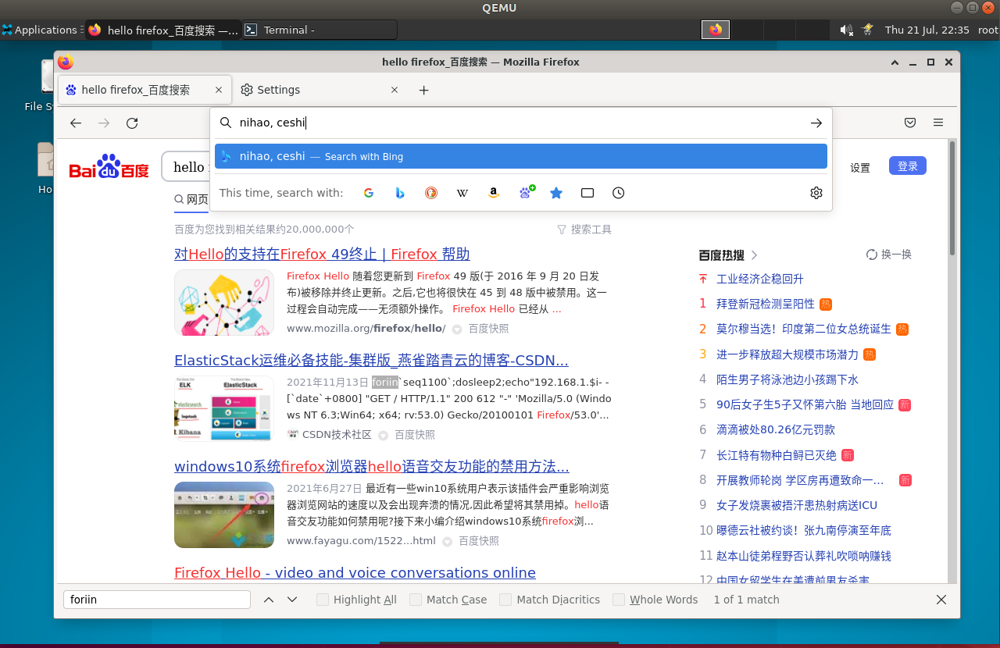 QEMU
Applications
hello firefox_百度搜索 —...
Terminal -
Thu 21 Jul, 22:35
root
File Sy
Ho
hello firefox_百度搜索 — Mozilla Firefox
hello firefox_百度搜索
Settings
nihao, ceshi
nihao, ceshi — Search with Bing
This time, search with:
Bai du 百度
hello
设置
登录
网页
百度为您找到相关结果约20,000,000个
搜索工具
对Hello的支持在Firefox 49终止 | Firefox 帮助
Firefox Hello 随着您更新到 Firefox 49 版(于 2016 年 9 月 20 日发
布)被移除并终止更新。之后,它也将很快在 45 到 48 版中被禁用。这一
过程会自动完成——无须额外操作。 Firefox Hello 已经从 ...
www.mozilla.org/firefox/hello/ 百度快照
ElasticStack运维必备技能-集群版_燕雀踏青云的博客-CSDN...
ELK
ElasticStack
elasticsearch
logstash
Kibana
2021年11月13日 foriin`seq1100`;dosleep2;echo"192.168.1.$i- -
[`date`+0800] "GET / HTTP/1.1" 200 612 "-" 'Mozilla/5.0 (Windo
ws NT 6.3;Win64; x64; rv:53.0) Gecko/20100101 Firefox/53.0'...
CSDN技术社区 百度快照
windows10系统firefox浏览器hello语音交友功能的禁用方法...
2021年6月27日 最近有一些win10系统用户表示该插件会严重影响浏览
器浏览网站的速度以及会出现奔溃的情况,因此希望将其禁用掉。hello语
音交友功能如何禁用呢?接下来小编介绍windows10系统firefox浏...
www.fayagu.com/1522...html 百度快照
Firefox Hello - video and voice conversations online
百度热搜
换一换
工业经济企稳回升
1 拜登新冠检测呈阳性 热
2 莫尔穆当选！印度第二位女总统诞生 热
3 进一步释放超大规模市场潜力 热
4 陌生男子将泳池边小孩踢下水
5 90后女子生5子又怀第六胎 当地回应 新
6 滴滴被处80.26亿元罚款
7 长江特有物种白鲟已灭绝 新
8 开展教师轮岗 学区房再遭致命一... 新
9 女子发烧裹被捂汗患热射病送ICU
10 曝德云社被约谈！张九南停演至年底
11 赵本山徒弟程野否认葬礼吹唢呐赚钱
12 中国女留学生在美遭前男友杀害
foriin
Highlight All
Match Case
Match Diacritics
Whole Words
1 of 1 match